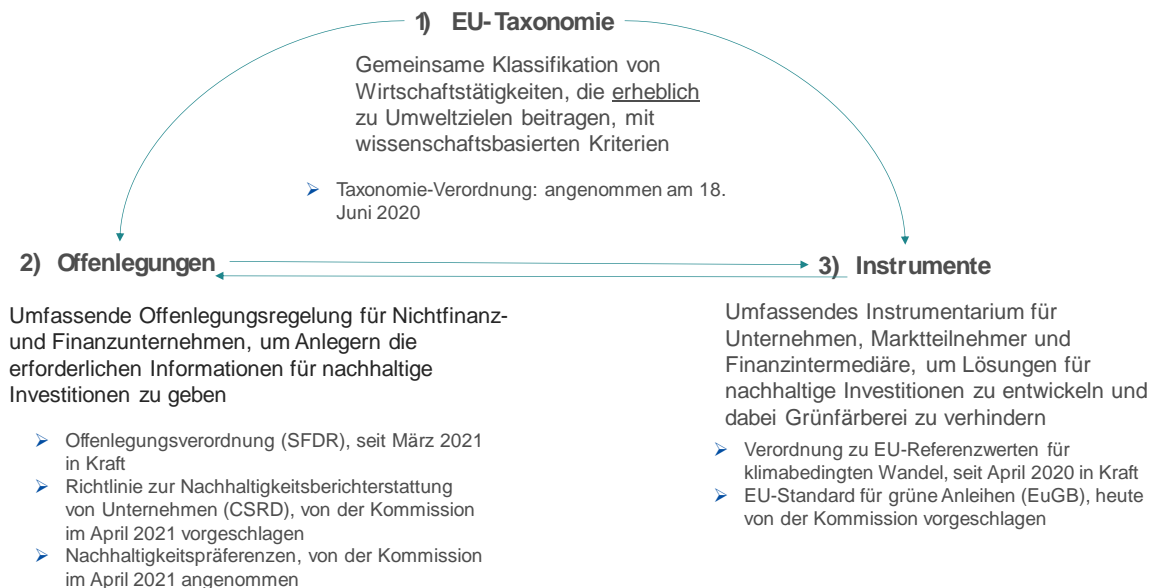 1) EU-Taxonomie
Gemeinsame Klassifikation von
Wirtschaftstätigkeiten, die erheblich
zu Umweltzielen beitragen, mit
wissenschaftsbasierten Kriterien
➢ Taxonomie-Verordnung: angenommen am 18.
Juni 2020
2) Offenlegungen
Umfassende Offenlegungsregelung für Nichtfinanz-
und Finanzunternehmen, um Anlegern die
erforderlichen Informationen für nachhaltige
Investitionen zu geben
➢ Offenlegungsverordnung (SFDR), seit März 2021
in Kraft
➢ Richtlinie zur Nachhaltigkeitsberichterstattung
von Unternehmen (CSRD), von der Kommission
im April 2021 vorgeschlagen
➢ Nachhaltigkeitspräferenzen, von der Kommission
im April 2021 angenommen
3) Instrumente
Umfassendes Instrumentarium für
Unternehmen, Marktteilnehmer und
Finanzintermediäre, um Lösungen für
nachhaltige Investitionen zu entwickeln und
dabei Grünfärberei zu verhindern
➢ Verordnung zu EU-Referenzwerten für
klimabedingten Wandel, seit April 2020 in Kraft
➢ EU-Standard für grüne Anleihen (EuGB), heute
von der Kommission vorgeschlagen